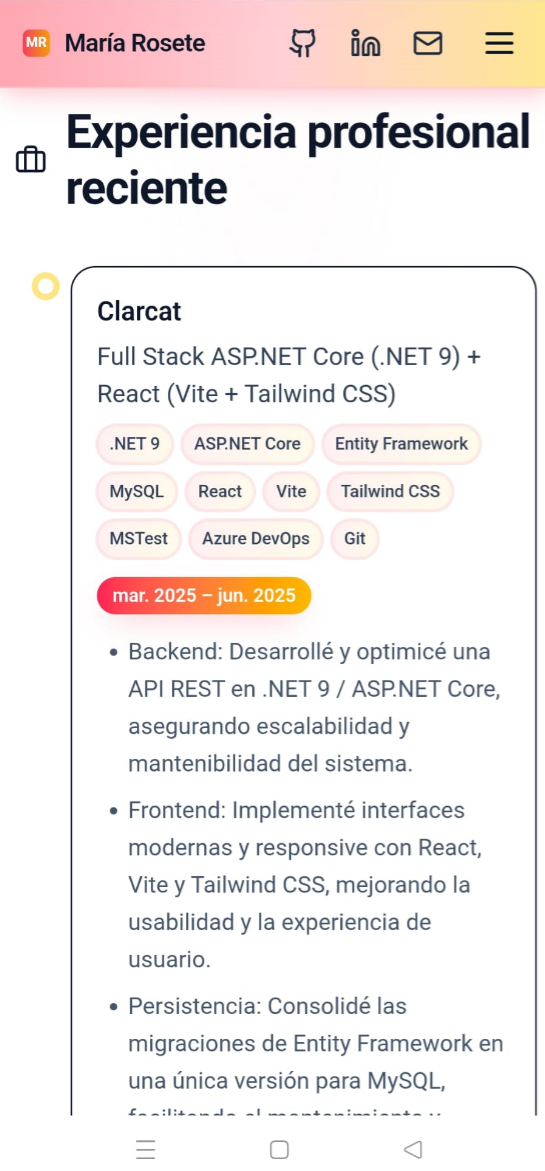 MR María Rosete
Experiencia profesional
reciente
Clarcat
Full Stack ASP.NET Core (.NET 9) +
React (Vite + Tailwind CSS)
.NET 9 ASP.NET Core Entity Framework
MySQL React Vite Tailwind CSS
MSTest Azure DevOps Git
mar. 2025 – jun. 2025
• Backend: Desarrollé y optimicé una
API REST en .NET 9 / ASP.NET Core,
asegurando escalabilidad y
mantenibilidad del sistema.
• Frontend: Implementé interfaces
modernas y responsive con React,
Vite y Tailwind CSS, mejorando la
usabilidad y la experiencia de
usuario.
• Persistencia: Consolidé las
migraciones de Entity Framework en
una única versión para MySQL,